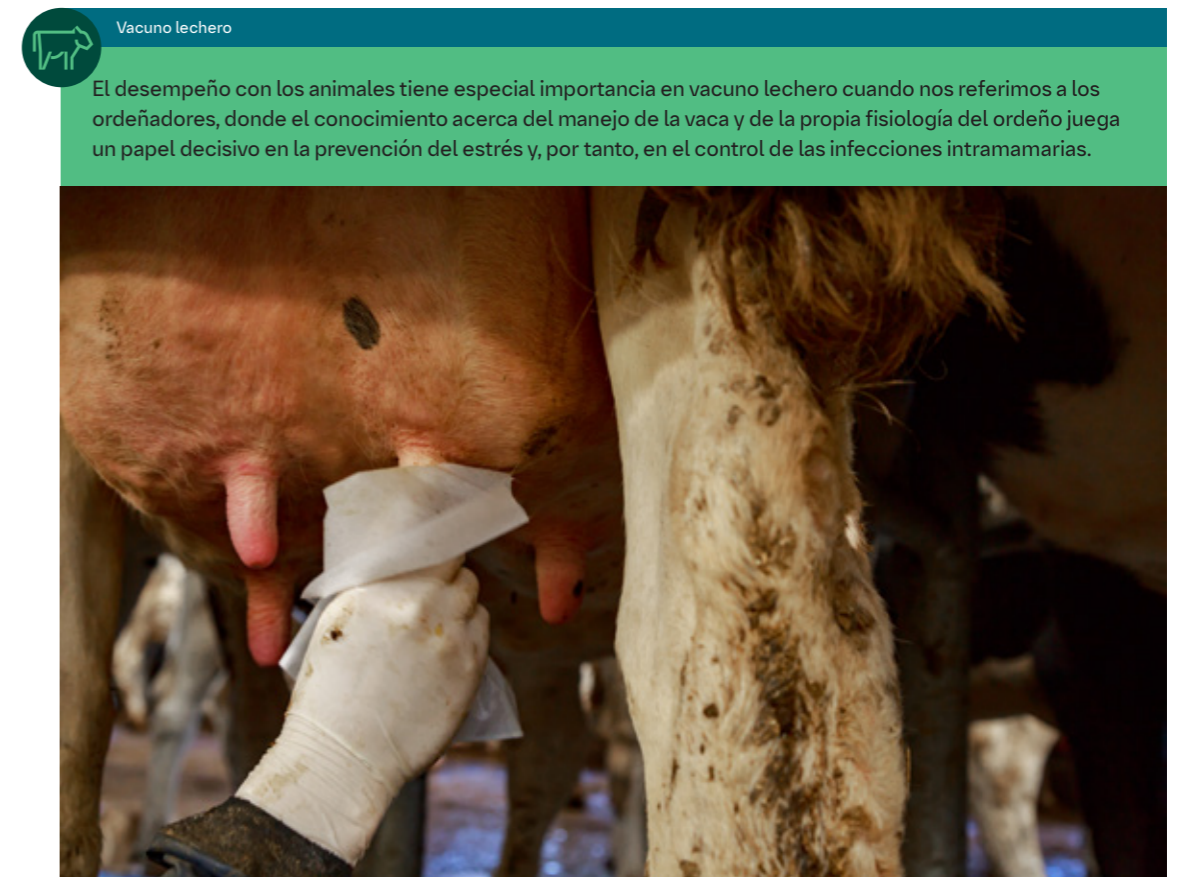 Vacuno lechero
El desempeño con los animales tiene especial importancia en vacuno lechero cuando nos referimos a los
ordeñadores, donde el conocimiento acerca del manejo de la vaca y de la propia fisiología del ordeño juega
un papel decisivo en la prevención del estrés y, por tanto, en el control de las infecciones intramamarias.